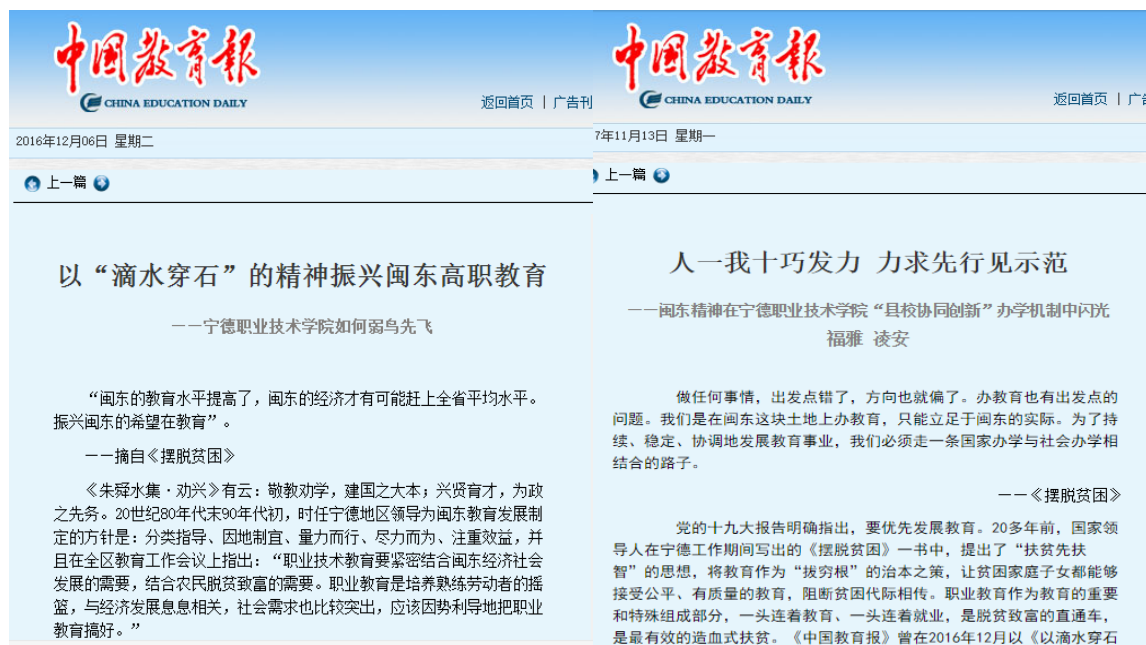 中国教育報
CHINA EDUCATION DAILY
返回首页 | 广告刊
2016年12月06日 星期二
上一篇
以“滴水穿石”的精神振兴闽东高职教育
——宁德职业技术学院如何弱鸟先飞
“闽东的教育水平提高了，闽东的经济才有可能赶上全省平均水平。
振兴闽东的希望在教育”。
——摘自《摆脱贫困》
《朱舜水集·劝兴》有云：敬教劝学，建国之大本；兴贤育才，为政
之先务。20世纪80年代末90年代初，时任宁德地区领导为闽东教育发展制
定的方针是：分类指导、因地制宜、量力而行、尽力而为、注重效益，并
且在全区教育工作会议上指出：“职业技术教育要紧密结合闽东经济社会
发展的需要，结合农民脱贫致富的需要。职业教育是培养熟练劳动者的摇
篮，与经济发展息息相关，社会需求也比较突出，应该因势利导地把职业
教育搞好。”
中国教育報
CHINA EDUCATION DAILY
返回首页 | 广告
7年11月13日 星期一
上一篇
人一我十巧发力 力求先行见示范
——闽东精神在宁德职业技术学院“县校协同创新”办学机制中闪光
福雅 凌安
做任何事情，出发点错了，方向也就偏了。办教育也有出发点的
问题。我们是在闽东这块土地上办教育，只能立足于闽东的实际。为了持
续、稳定、协调地发展教育事业，我们必须走一条国家办学与社会办学相
结合的路子。
——《摆脱贫困》
党的十九大报告明确指出，要优先发展教育。20多年前，国家领
导人在宁德工作期间写出的《摆脱贫困》一书中，提出了“扶贫先扶
智”的思想，将教育作为“拔穷根”的治本之策，让贫困家庭子女都能够
接受公平、有质量的教育，阻断贫困代际相传。职业教育作为教育的重要
和特殊组成部分，一头连着教育、一头连着就业，是脱贫致富的直通车，
是最有效的造血式扶贫。《中国教育报》曾在2016年12月以《以滴水穿石